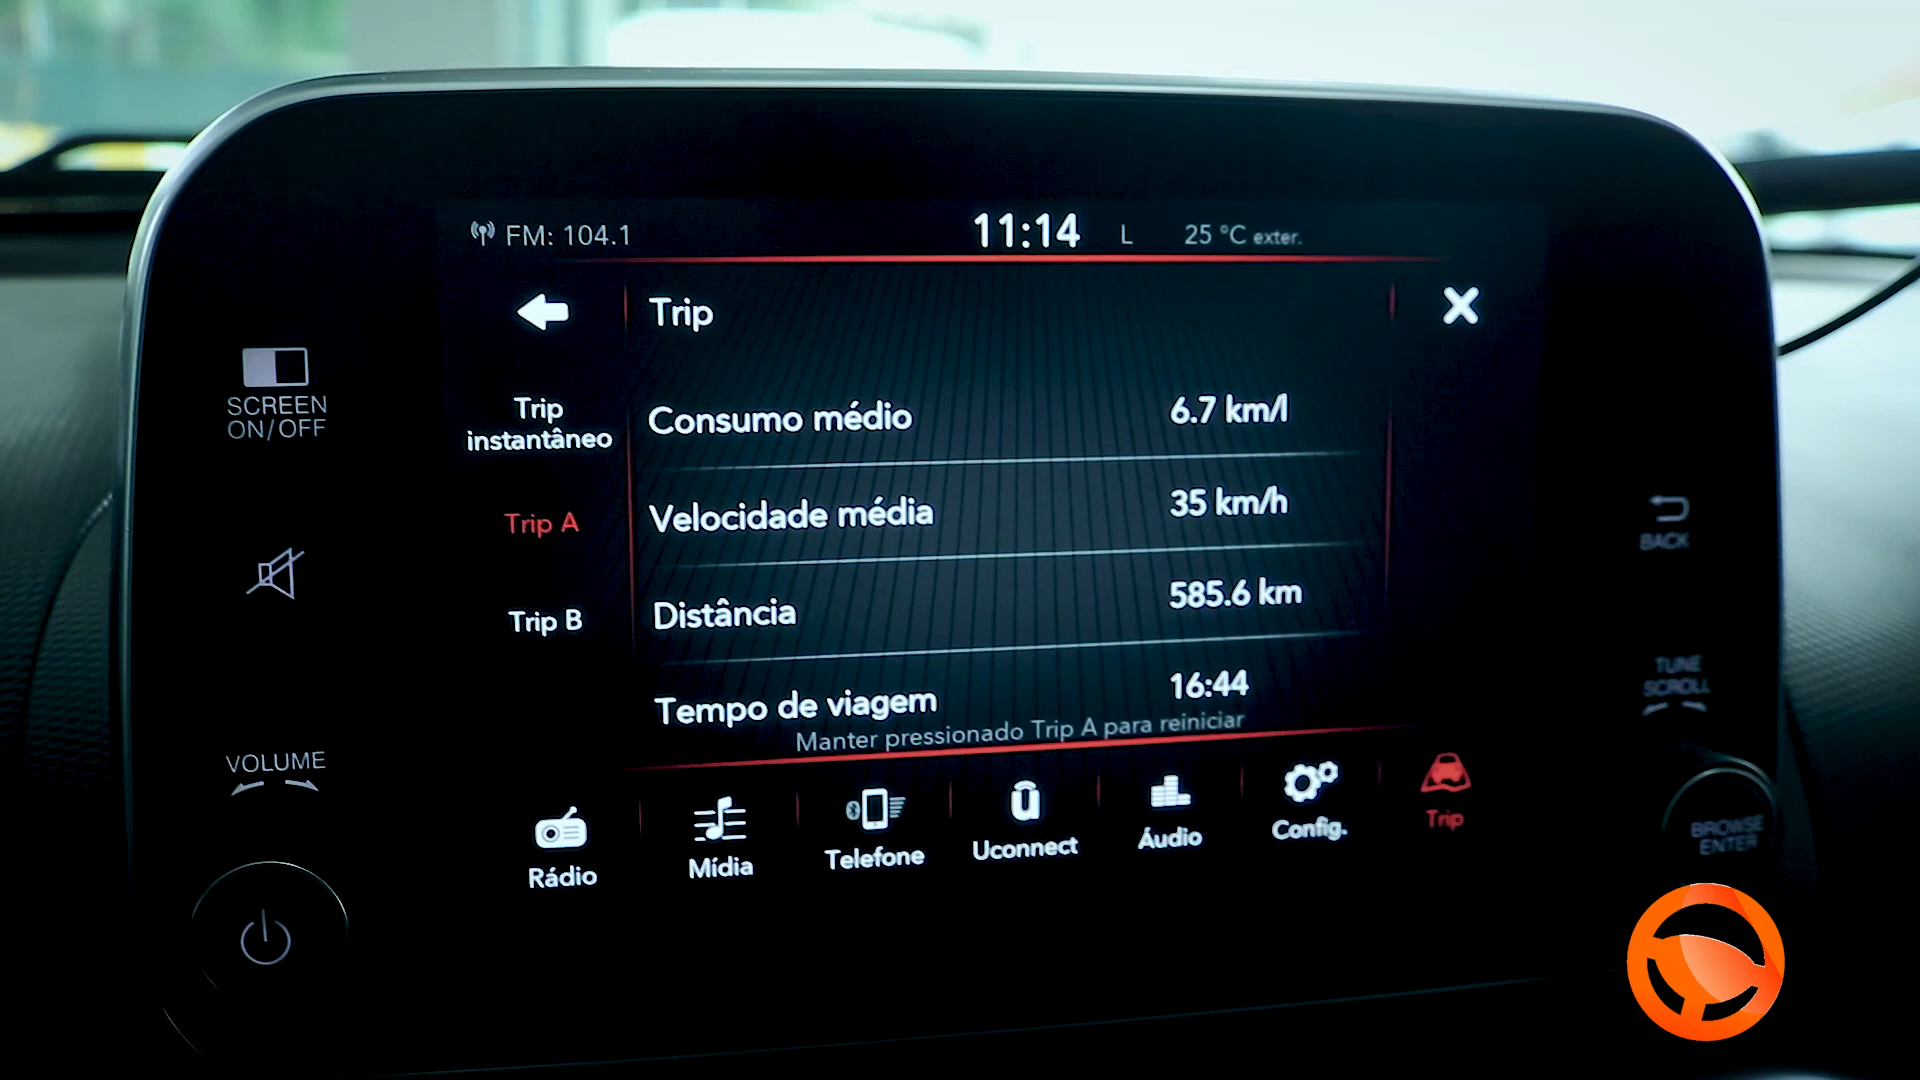 FM: 104.1
11:14
L
25 °C exter.
Trip
SCREEN
ON/OFF
Trip
instantâneo
Consumo médio
6.7 km/l
Trip A
Velocidade média
35 km/h
BACK
Trip B
Distância
585.6 km
TUNE
SCROLL
Tempo de viagem
16:44
Manter pressionado Trip A para reiniciar
VOLUME
Rádio
Mídia
Telefone
Uconnect
Áudio
Config.
Trip
BROWSE
ENTER